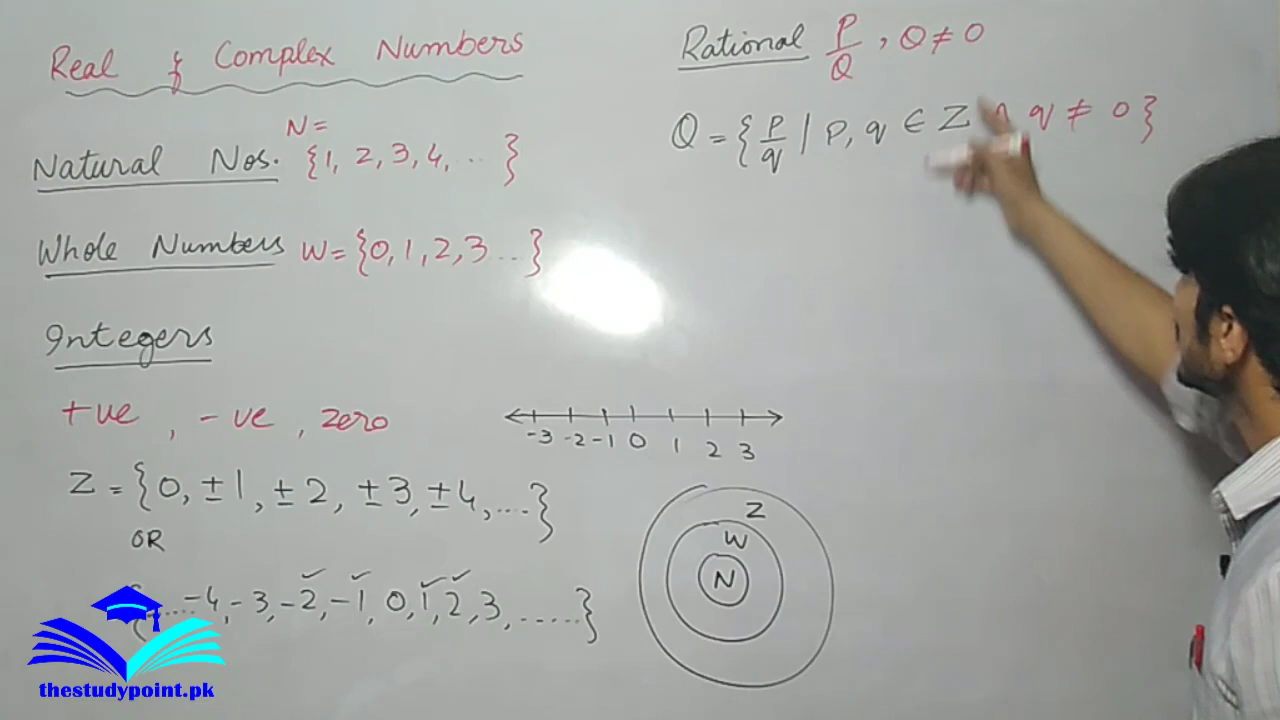 Real & Complex Numbers
N =
Natural Nos. {1, 2, 3, 4, ... }
Whole Numbers W = {0, 1, 2, 3 ... }
Integers
+ve , -ve , zero
Z = {0, ±1, ±2, ±3, ±4, .... }
OR
{ .....-4, -3, -2, -1, 0, 1, 2, 3, ...... }
thestudypoint.pk
Rational P/Q , Q ≠ 0
Q = { p/q | p, q ∈ Z ∧ q ≠ 0 }
-3 -2 -1 0 1 2 3
Z
W
N